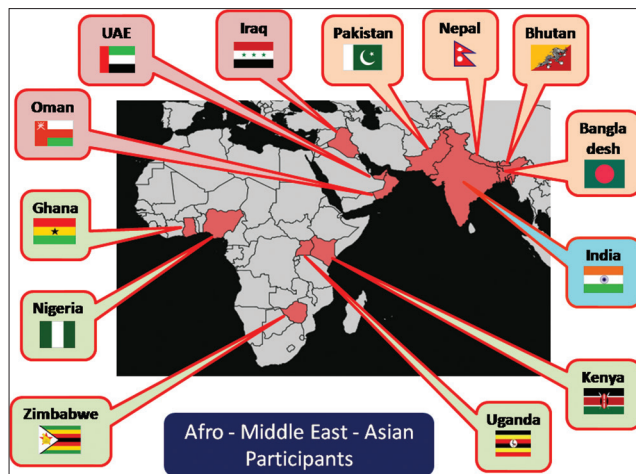 UAE
Iraq
Pakistan
Nepal
Bhutan
Oman
Bangla
desh
Ghana
India
Nigeria
Kenya
Zimbabwe
Uganda
Afro - Middle East - Asian
Participants